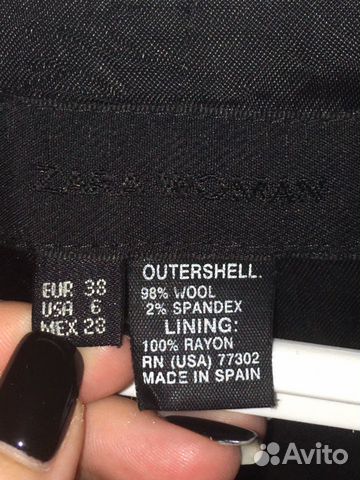 ZARA WOMAN
EUR 38
USA 6
MEX 28
OUTERSHELL.
98% WOOL
2% SPANDEX
LINING:
100% RAYON
RN (USA) 77302
MADE IN SPAIN
Avito